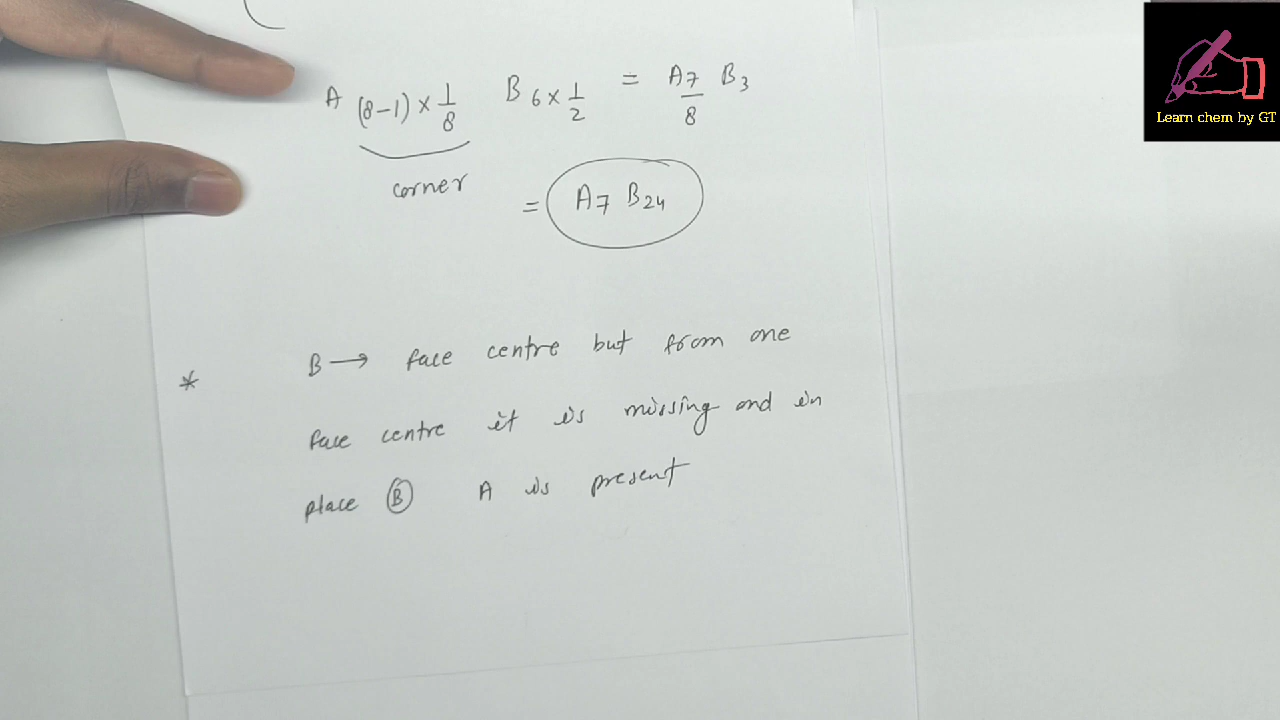 A (8-1) × 1/8 B 6 × 1/2 = A 7/8 B 3
corner
= A7 B24
* B → face centre but from one
face centre it is missing and in
place B A is present
Learn chem by GT